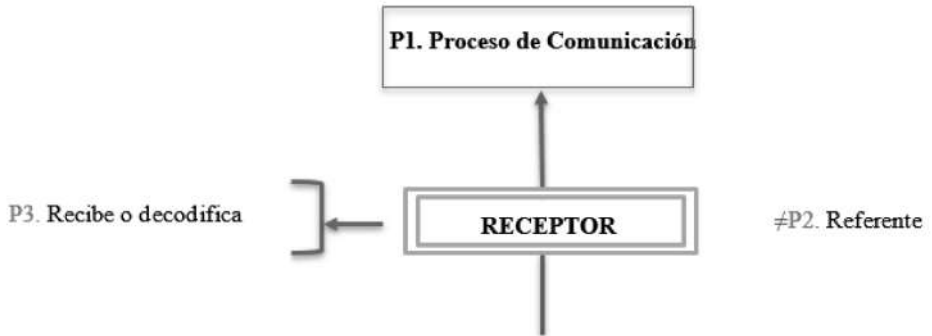 P1. Proceso de Comunicación
P3. Recibe o decodifica
RECEPTOR
≠P2. Referente